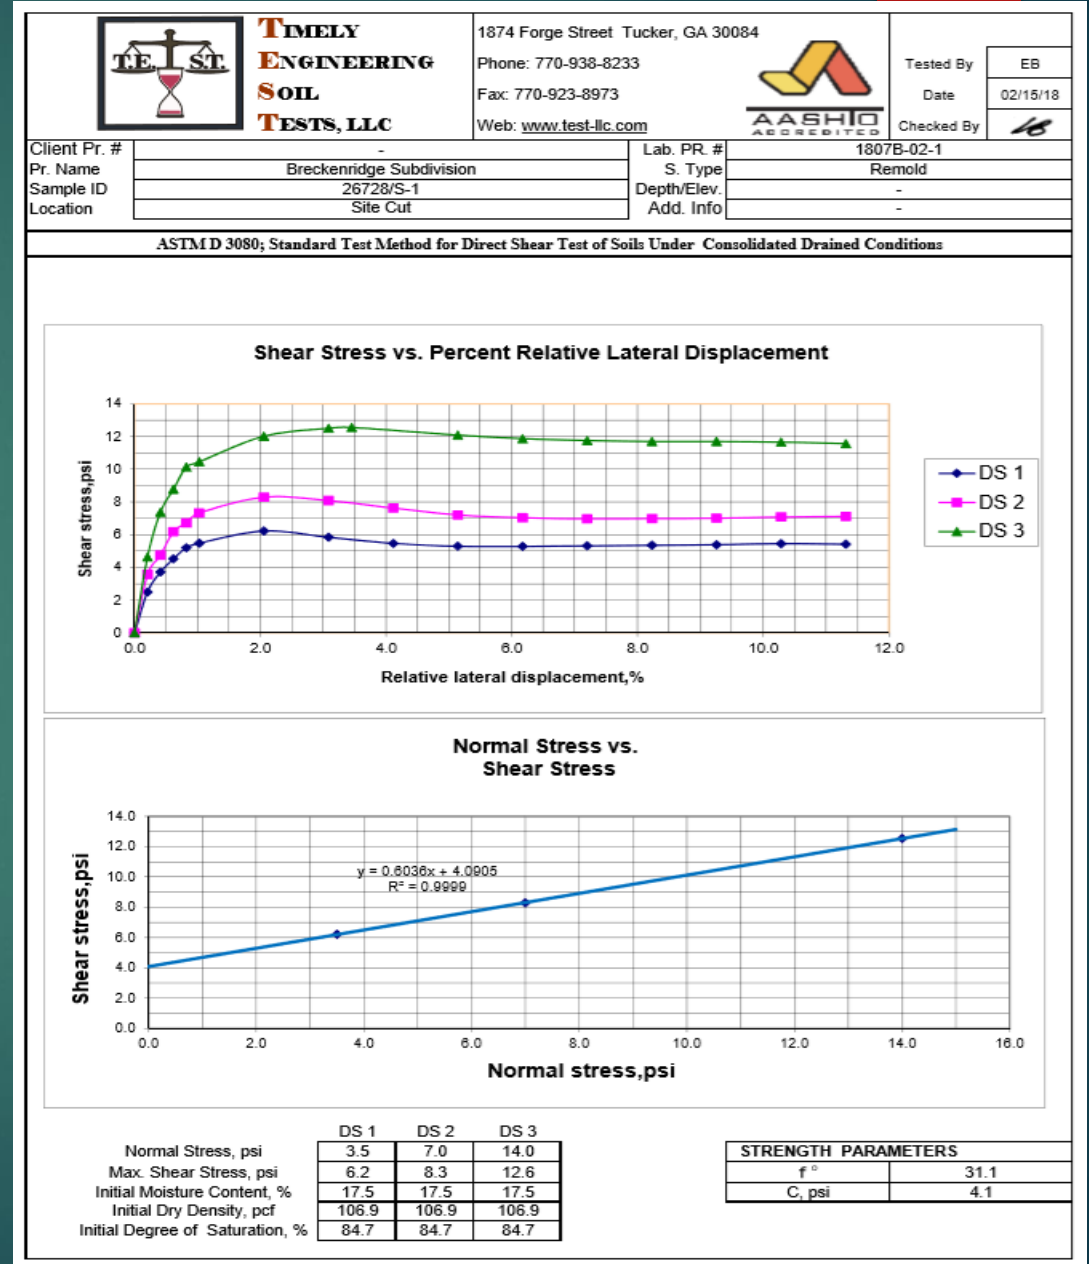 T.E. S.T.
TIMELY
ENGINEERING
SOIL
TESTS, LLC
1874 Forge Street Tucker, GA 30084
Phone: 770-938-8233
Fax: 770-923-8973
Web: www.test-llc.com
AASHTO
ACCREDITED
Tested By EB
Date 02/15/18
Checked By
Client Pr. # - Lab. PR. # 1807B-02-1
Pr. Name Breckenridge Subdivision S. Type Remold
Sample ID 26728/S-1 Depth/Elev. -
Location Site Cut Add. Info -
ASTM D 3080; Standard Test Method for Direct Shear Test of Soils Under Consolidated Drained Conditions
Shear Stress vs. Percent Relative Lateral Displacement
Shear stress,psi
14
12
10
8
6
4
2
0
0.0 2.0 4.0 6.0 8.0 10.0 12.0
Relative lateral displacement,%
DS 1
DS 2
DS 3
Normal Stress vs.
Shear Stress
Shear stress,psi
14.0
12.0
10.0
8.0
6.0
4.0
2.0
0.0
y = 0.6036x + 4.0905
R² = 0.9999
0.0 2.0 4.0 6.0 8.0 10.0 12.0 14.0 16.0
Normal stress,psi
DS 1 DS 2 DS 3
Normal Stress, psi 3.5 7.0 14.0
Max. Shear Stress, psi 6.2 8.3 12.6
Initial Moisture Content, % 17.5 17.5 17.5
Initial Dry Density, pcf 106.9 106.9 106.9
Initial Degree of Saturation, % 84.7 84.7 84.7
STRENGTH PARAMETERS
f ° 31.1
C, psi 4.1